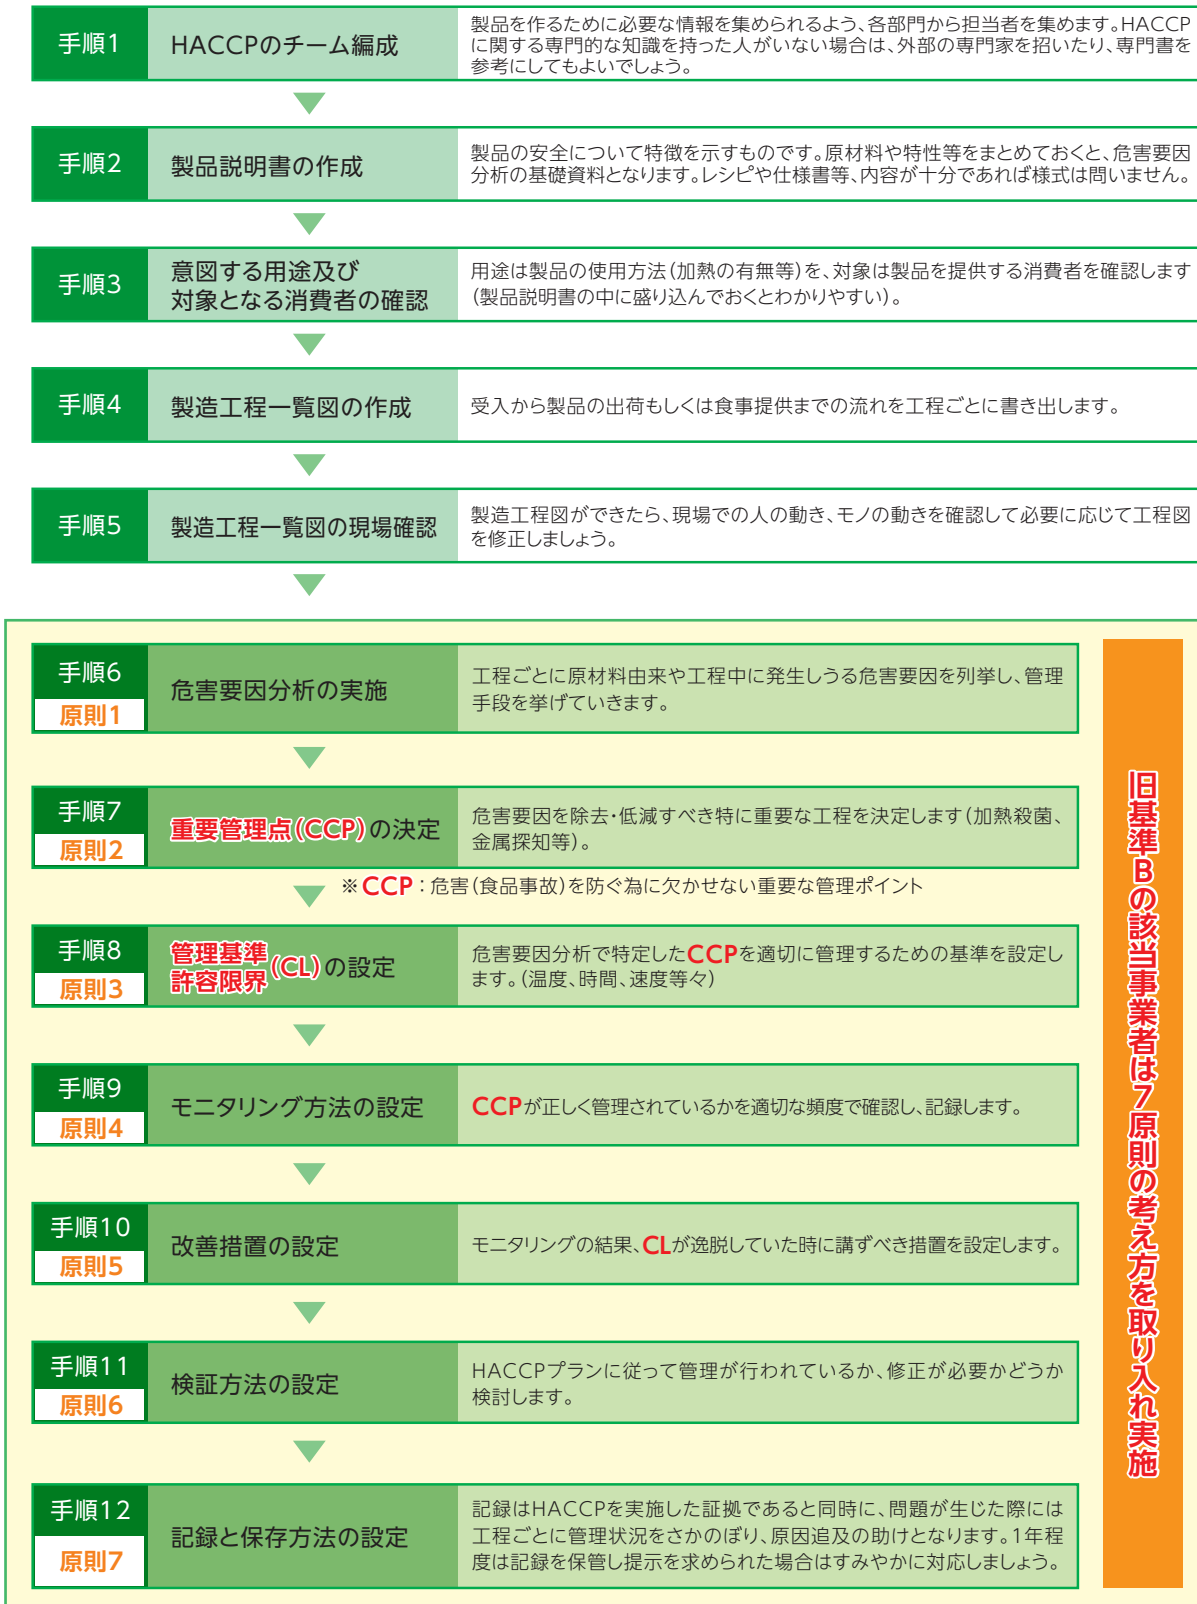 手順1
HACCPのチーム編成
製品を作るために必要な情報を集められるよう、各部門から担当者を集めます。HACCP
に関する専門的な知識を持った人がいない場合は、外部の専門家を招いたり、専門書を
参考にしてもよいでしょう。
手順2
製品説明書の作成
製品の安全について特徴を示すものです。原材料や特性等をまとめておくと、危害要因
分析の基礎資料となります。レシピや仕様書等、内容が十分であれば様式は問いません。
手順3
意図する用途及び
対象となる消費者の確認
用途は製品の使用方法(加熱の有無等)を、対象は製品を提供する消費者を確認します
(製品説明書の中に盛り込んでおくとわかりやすい)。
手順4
製造工程一覧図の作成
受入から製品の出荷もしくは食事提供までの流れを工程ごとに書き出します。
手順5
製造工程一覧図の現場確認
製造工程図ができたら、現場での人の動き、モノの動きを確認して必要に応じて工程図
を修正しましょう。
手順6
原則1
危害要因分析の実施
工程ごとに原材料由来や工程中に発生しうる危害要因を列挙し、管理
手段を挙げていきます。
手順7
原則2
重要管理点(CCP)の決定
危害要因を除去・低減すべき特に重要な工程を決定します(加熱殺菌、
金属探知等)。
※CCP：危害(食品事故)を防ぐ為に欠かせない重要な管理ポイント
手順8
原則3
管理基準
許容限界(CL)の設定
危害要因分析で特定したCCPを適切に管理するための基準を設定し
ます。(温度、時間、速度等々)
手順9
原則4
モニタリング方法の設定
CCPが正しく管理されているかを適切な頻度で確認し、記録します。
手順10
原則5
改善措置の設定
モニタリングの結果、CLが逸脱していた時に講ずべき措置を設定します。
手順11
原則6
検証方法の設定
HACCPプランに従って管理が行われているか、修正が必要かどうか
検討します。
手順12
原則7
記録と保存方法の設定
記録はHACCPを実施した証拠であると同時に、問題が生じた際には
工程ごとに管理状況をさかのぼり、原因追及の助けとなります。1年程
度は記録を保管し提示を求められた場合はすみやかに対応しましょう。
旧基準Bの該当事業者は7原則の考え方を取り入れ実施